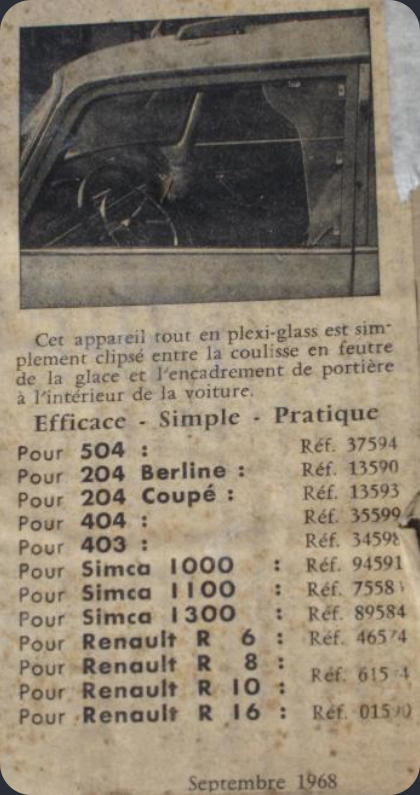 Cet appareil tout en plexi-glass est sim-
plement clipsé entre la coulisse en feutre
de la glace et l'encadrement de portière
à l'intérieur de la voiture.
Efficace - Simple - Pratique
Pour 504 : Réf. 37594
Pour 204 Berline : Réf. 13590
Pour 204 Coupé : Réf. 13593
Pour 404 : Réf. 35599
Pour 403 : Réf.
Pour Simca 1000 : Réf. 94591
Pour Simca 1100 : Réf.
Pour Simca 1300 : Réf. 89584
Pour Renault R 6 : Réf.
Pour Renault R 8 :
Réf.
Pour Renault R 10 :
Pour Renault R 16 : Réf.
Septembre 1968